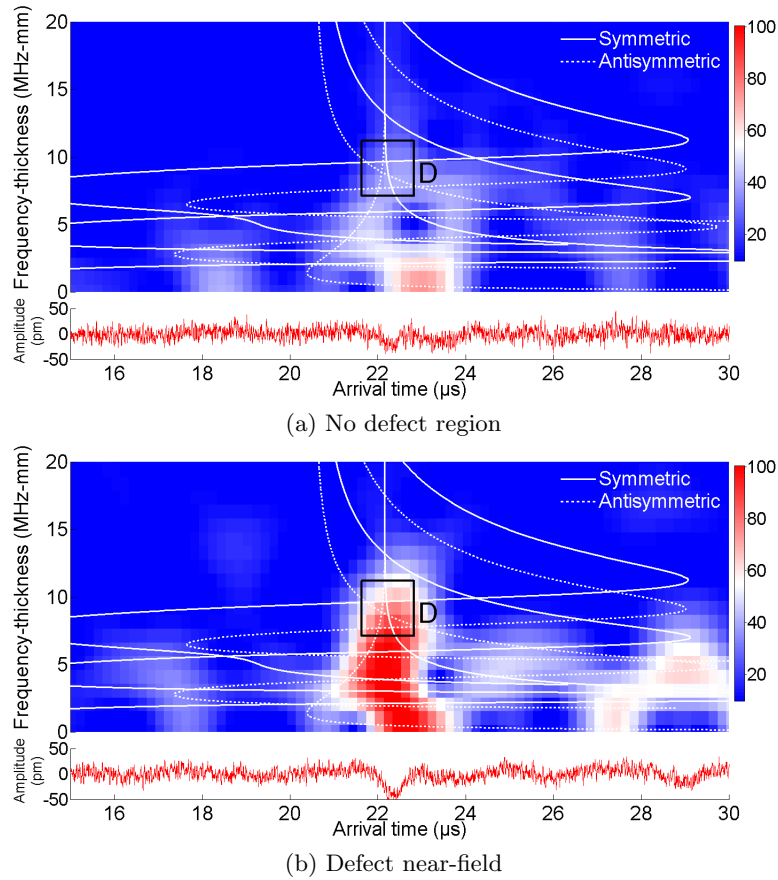 20
15
10
5
0
Frequency-thickness (MHz-mm)
Symmetric
Antisymmetric
D
100
80
60
40
20
50
0
-50
Amplitude
(pm)
16 18 20 22 24 26 28 30
Arrival time (μs)
(a) No defect region
20
15
10
5
0
Frequency-thickness (MHz-mm)
Symmetric
Antisymmetric
D
100
80
60
40
20
50
0
-50
Amplitude
(pm)
16 18 20 22 24 26 28 30
Arrival time (μs)
(b) Defect near-field